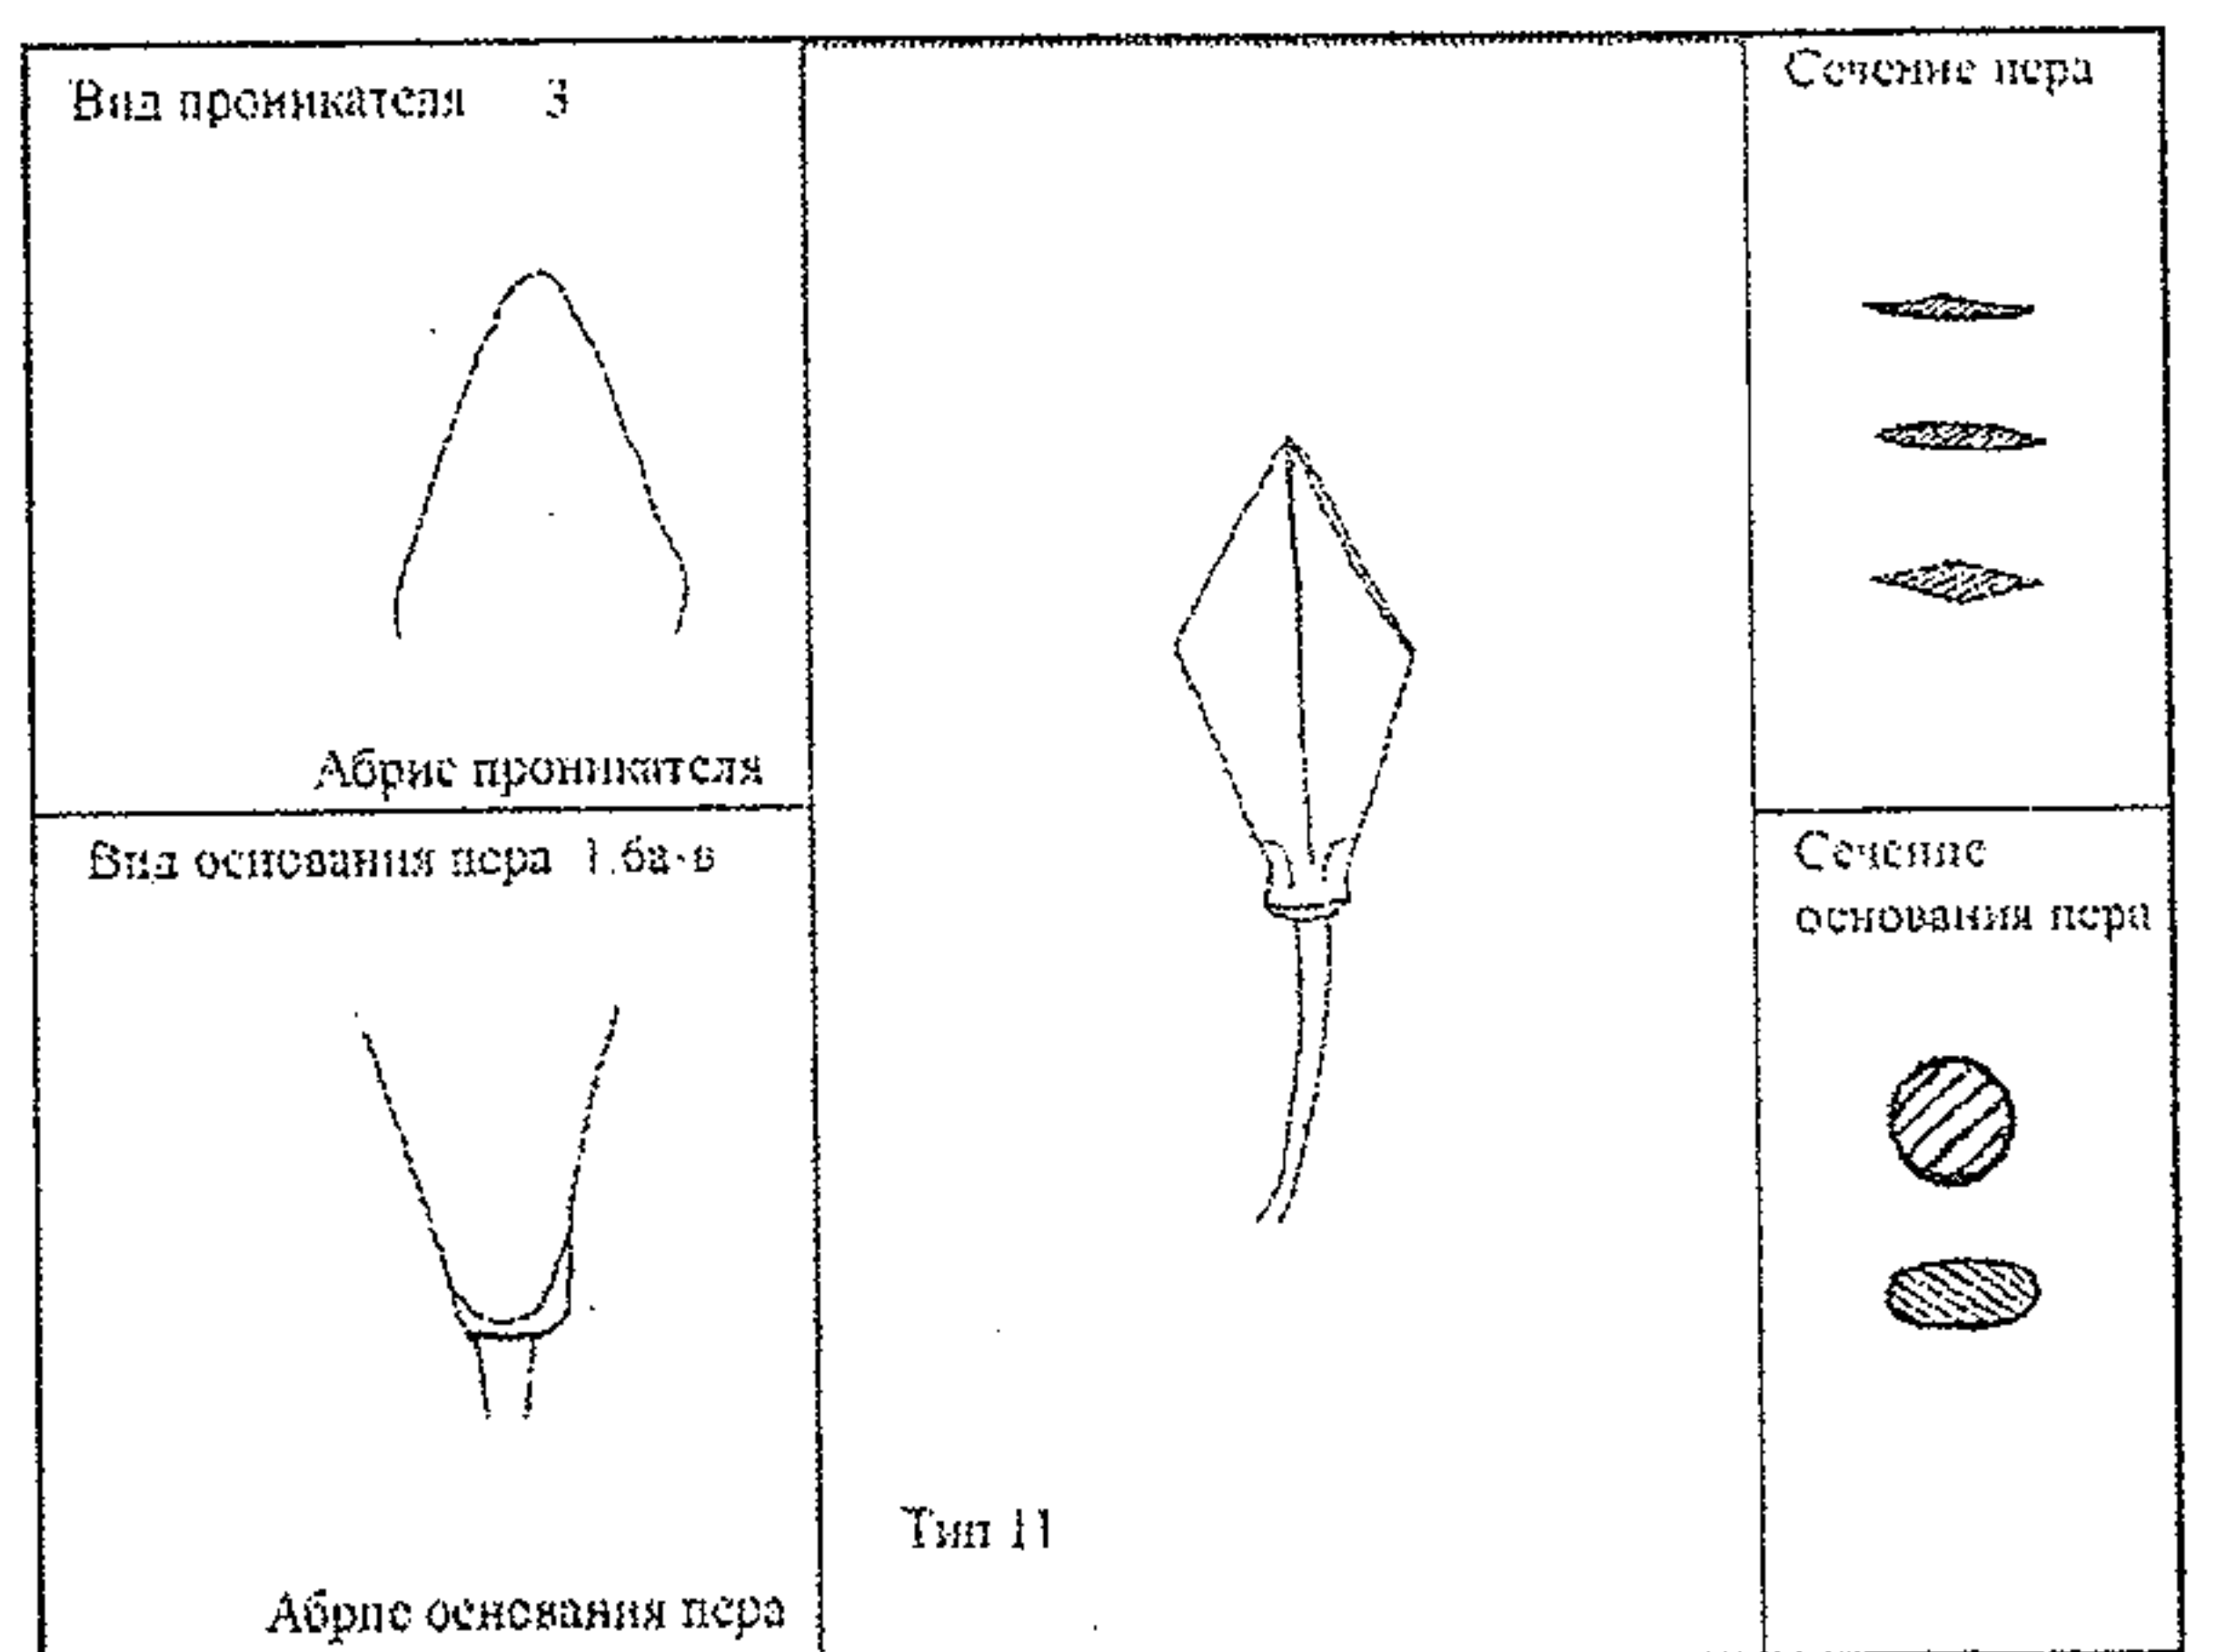 Вид проникателя 3
Абрис проникателя
Вид основания пера 1.6а-в
Абрис основания пера
Тип 11
Сечение пера
Сечение
основания пера